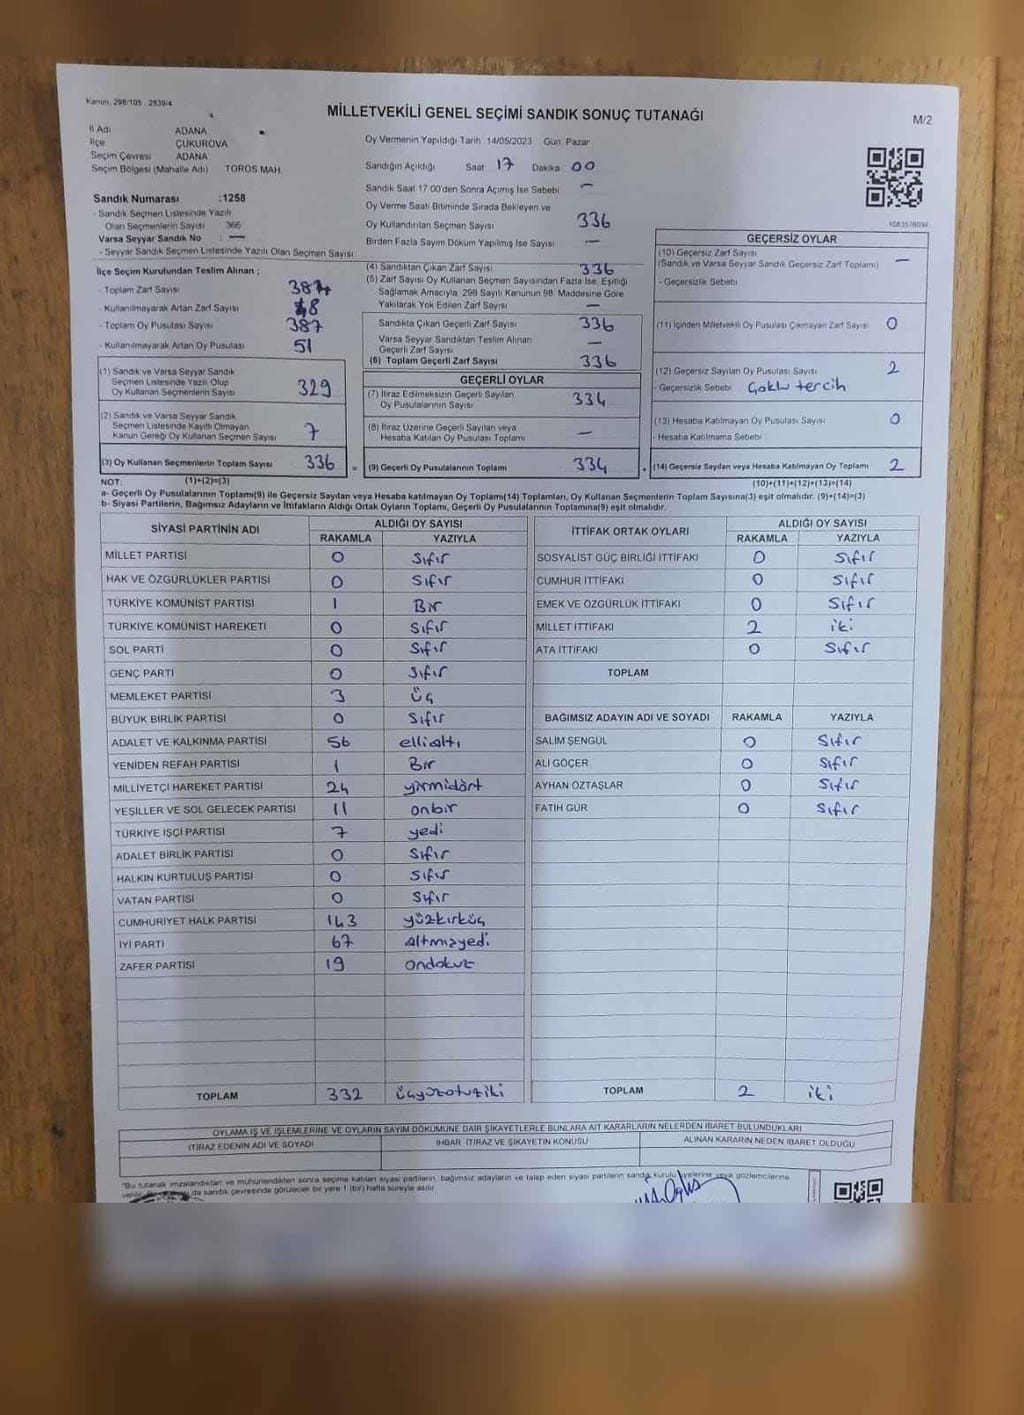 Kanun: 298/105 , 2839/4
MİLLETVEKİLİ GENEL SEÇİMİ SANDIK SONUÇ TUTANAĞI
M/2
İl Adı ADANA
İlçe ÇUKUROVA
Seçim Çevresi ADANA
Seçim Bölgesi (Mahalle Adı) TOROS MAH.
Oy Vermenin Yapıldığı Tarih 14/05/2023 Gün: Pazar
Sandığın Açıldığı Saat 17 Dakika 00
Sandık Saat 17:00'den Sonra Açılmış İse Sebebi —
Oy Verme Saati Bitiminde Sırada Bekleyen ve
Oy Kullandırılan Seçmen Sayısı 336
Birden Fazla Sayım Döküm Yapılmış İse Sayısı —
Sandık Numarası :1258
- Sandık Seçmen Listesinde Yazılı
Olan Seçmenlerin Sayısı 366
Varsa Seyyar Sandık No : —
- Seyyar Sandık Seçmen Listesinde Yazılı Olan Seçmen Sayısı
İlçe Seçim Kurulundan Teslim Alınan ;
- Toplam Zarf Sayısı 384
- Kullanılmayarak Artan Zarf Sayısı 48
- Toplam Oy Pusulası Sayısı 387
- Kullanılmayarak Artan Oy Pusulası 51
(1) Sandık ve Varsa Seyyar Sandık
Seçmen Listesinde Yazılı Olup
Oy Kullanan Seçmenlerin Sayısı 329
(2) Sandık ve Varsa Seyyar Sandık
Seçmen Listesinde Kayıtlı Olmayan
Kanun Gereği Oy Kullanan Seçmen Sayısı 7
(3) Oy Kullanan Seçmenlerin Toplam Sayısı 336
(1)+(2)=(3)
(4) Sandıktan Çıkan Zarf Sayısı 336
(5) Zarf Sayısı Oy Kullanan Seçmen Sayısından Fazla İse, Eşitliği
Sağlamak Amacıyla, 298 Sayılı Kanunun 98. Maddesine Göre
Yakılarak Yok Edilen Zarf Sayısı —
Sandıkta Çıkan Geçerli Zarf Sayısı 336
Varsa Seyyar Sandıktan Teslim Alınan
Geçerli Zarf Sayısı —
(6) Toplam Geçerli Zarf Sayısı 336
GEÇERLİ OYLAR
(7) İtiraz Edilmeksizin Geçerli Sayılan
Oy Pusulalarının Sayısı 334
(8) İtiraz Üzerine Geçerli Sayılan veya
Hesaba Katılan Oy Pusulası Toplamı —
= (9) Geçerli Oy Pusulalarının Toplamı 334
1083578094
GEÇERSİZ OYLAR
(10) Geçersiz Zarf Sayısı
(Sandık ve Varsa Seyyar Sandık Geçersiz Zarf Toplamı) —
- Geçersizlik Sebebi
(11) İçinden Milletvekili Oy Pusulası Çıkmayan Zarf Sayısı 0
(12) Geçersiz Sayılan Oy Pusulası Sayısı 2
- Geçersizlik Sebebi Çoklu tercih
(13) Hesaba Katılmayan Oy Pusulası Sayısı 0
- Hesaba Katılmama Sebebi
+ (14) Geçersiz Sayılan veya Hesaba Katılmayan Oy Toplamı 2
(10)+(11)+(12)+(13)=(14)
NOT:
a- Geçerli Oy Pusulalarının Toplamı(9) ile Geçersiz Sayılan veya Hesaba katılmayan Oy Toplamı(14) Toplamları, Oy Kullanan Seçmenlerin Toplam Sayısına(3) eşit olmalıdır. (9)+(14)=(3)
b- Siyasi Partilerin, Bağımsız Adayların ve İttifakların Aldığı Ortak Oyların Toplamı, Geçerli Oy Pusulalarının Toplamına(9) eşit olmalıdır.
SİYASİ PARTİNİN ADI ALDIĞI OY SAYISI
RAKAMLA YAZIYLA
MİLLET PARTİSİ 0 Sıfır
HAK VE ÖZGÜRLÜKLER PARTİSİ 0 Sıfır
TÜRKİYE KOMÜNİST PARTİSİ 1 Bir
TÜRKİYE KOMÜNİST HAREKETİ 0 Sıfır
SOL PARTİ 0 Sıfır
GENÇ PARTİ 0 Sıfır
MEMLEKET PARTİSİ 3 üç
BÜYÜK BİRLİK PARTİSİ 0 Sıfır
ADALET VE KALKINMA PARTİSİ 56 ellialtı
YENİDEN REFAH PARTİSİ 1 Bir
MİLLİYETÇİ HAREKET PARTİSİ 24 yirmidört
YEŞİLLER VE SOL GELECEK PARTİSİ 11 onbir
TÜRKİYE İŞÇİ PARTİSİ 7 yedi
ADALET BİRLİK PARTİSİ 0 Sıfır
HALKIN KURTULUŞ PARTİSİ 0 Sıfır
VATAN PARTİSİ 0 Sıfır
CUMHURİYET HALK PARTİSİ 143 yüzkırküç
İYİ PARTİ 67 altmışyedi
ZAFER PARTİSİ 19 ondokuz
TOPLAM 332 üçyüzotuziki
İTTİFAK ORTAK OYLARI ALDIĞI OY SAYISI
RAKAMLA YAZIYLA
SOSYALİST GÜÇ BİRLİĞİ İTTİFAKI 0 Sıfır
CUMHUR İTTİFAKI 0 Sıfır
EMEK VE ÖZGÜRLÜK İTTİFAKI 0 Sıfır
MİLLET İTTİFAKI 2 iki
ATA İTTİFAKI 0 Sıfır
TOPLAM
BAĞIMSIZ ADAYIN ADI VE SOYADI RAKAMLA YAZIYLA
SALİM ŞENGÜL 0 Sıfır
ALİ GÖÇER 0 Sıfır
AYHAN ÖZTAŞLAR 0 Sıfır
FATİH GÜR 0 Sıfır
TOPLAM 2 iki
OYLAMA İŞ VE İŞLEMLERİNE VE OYLARIN SAYIM DÖKÜMÜNE DAİR ŞİKAYETLERLE BUNLARA AİT KARARLARIN NELERDEN İBARET BULUNDUKLARI
İTİRAZ EDENİN ADI VE SOYADI İHBAR, İTİRAZ VE ŞİKAYETİN KONUSU ALINAN KARARIN NEDEN İBARET OLDUĞU
"Bu tutanak imzalandıktan ve mühürlendikten sonra seçime katılan siyasi partilerin, bağımsız adayların ve talep eden siyasi partilerin sandık kurulu üyelerine veya gözlemcilerine
da sandık çevresinde görülecek bir yere 1 (bir) hafta süreyle asılır.